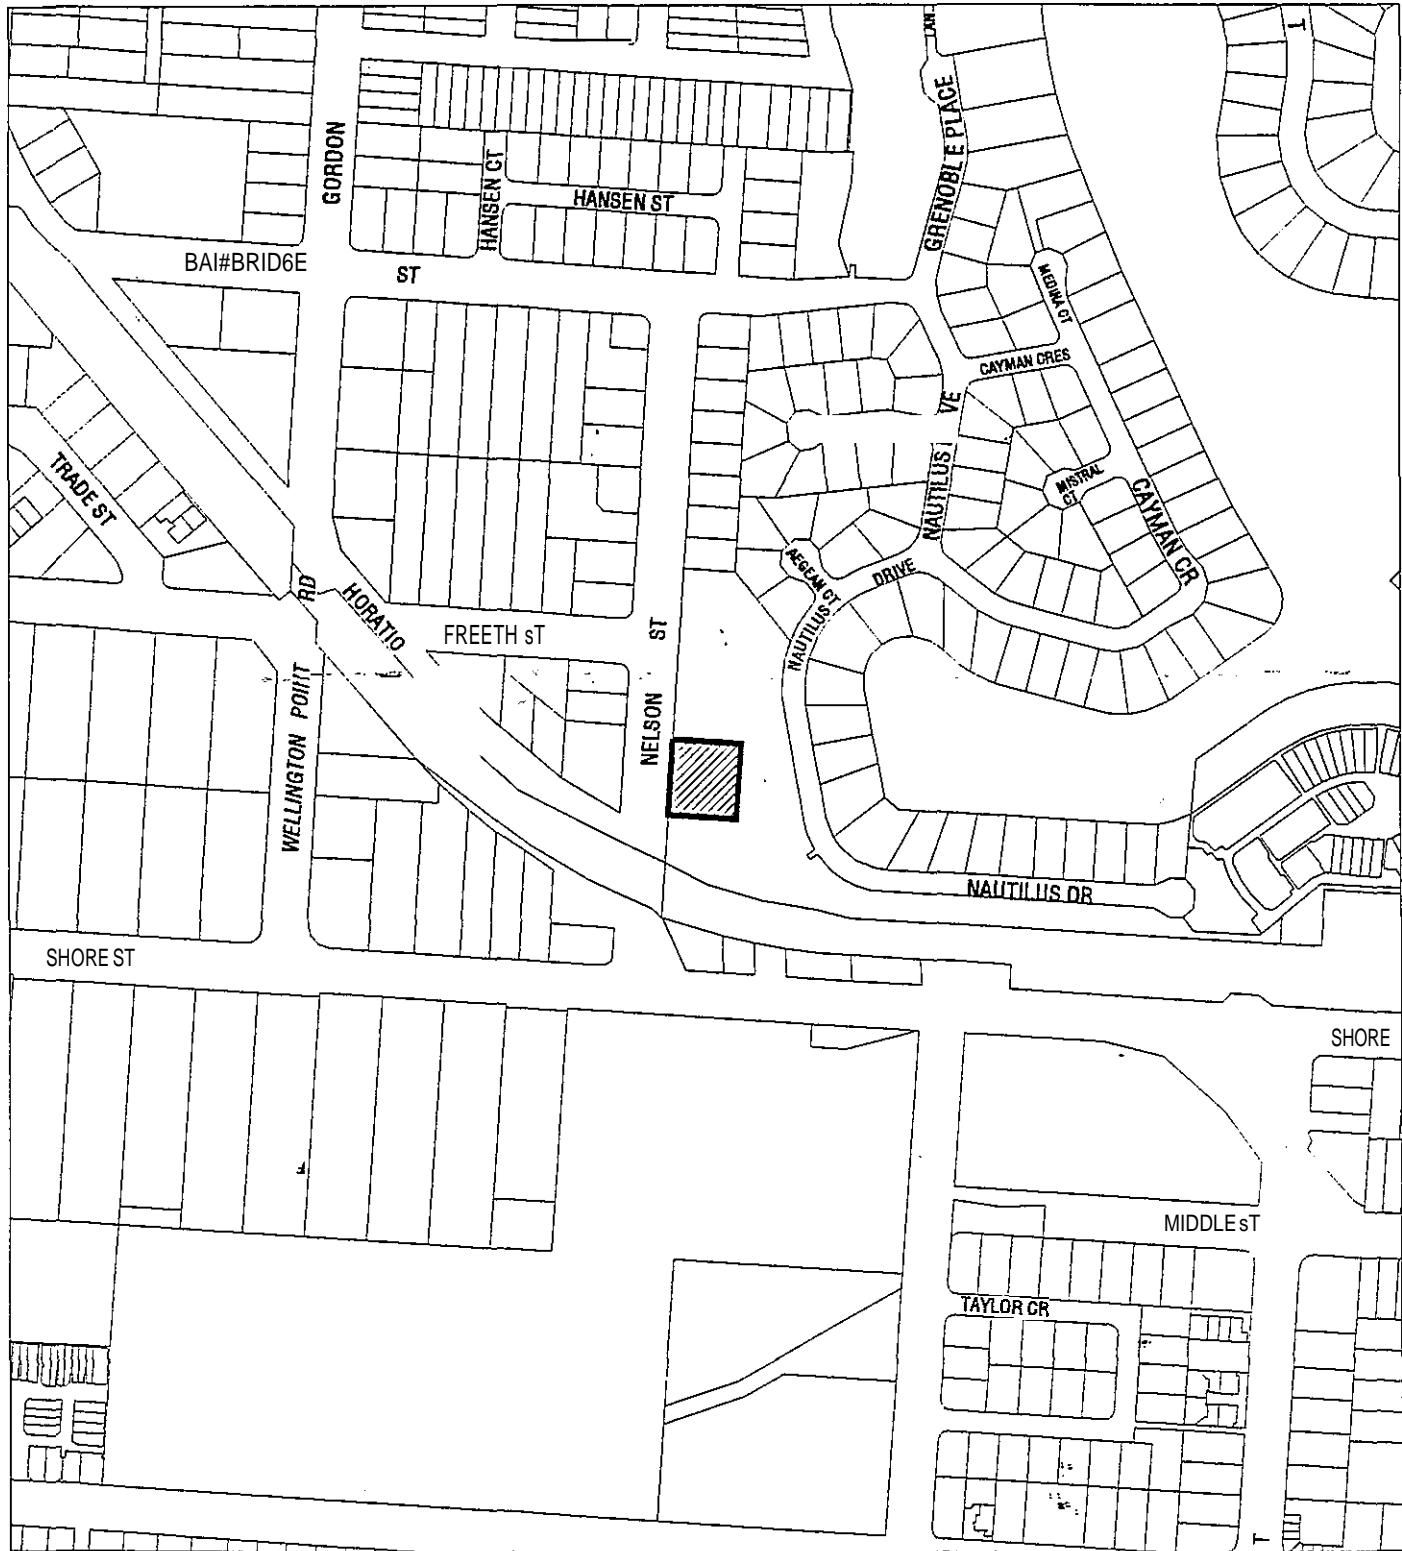 LAN
T
GRENOBLE PLACE
GORDON
HANSEN CT
HANSEN ST
BAI#BRID6E
ST
MEDINA CT
CAYMAN CRES
VE
NAUTILUS
TRADE ST
MISTRAL
CT
CAYMAN CR
AEGEAN CT
DRIVE
RD
HORATIO
FREETH sT
ST
NAUTILUS
WELLINGTON POINT
NELSON
NAUTILUS DR
SHORE ST
SHORE
MIDDLE sT
TAYLOR CR
T